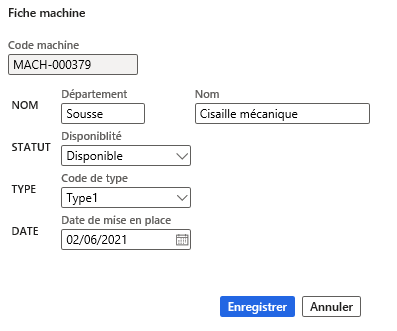 Fiche machine
Code machine
MACH-000379
Département
Nom
NOM
Sousse
Cisaille mécanique
Disponiblité
STATUT
Disponible
Code de type
TYPE
Type1
Date de mise en place
DATE
02/06/2021
Enregistrer
Annuler